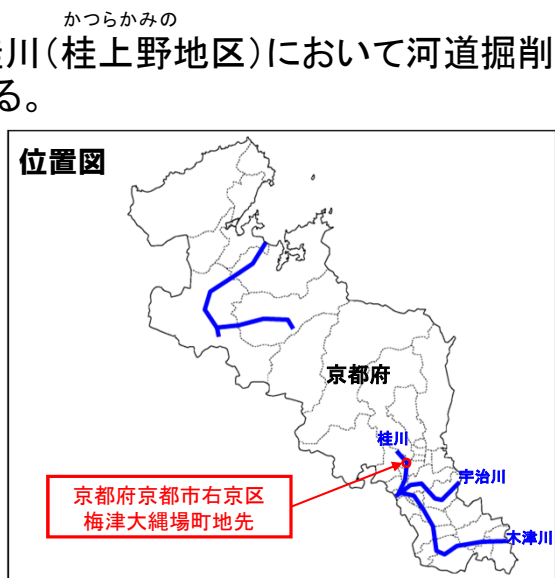 かつらかみの
川（桂上野地区）において河道掘削
る。
位置図
京都府
桂川
宇治川
木津川
京都府京都市右京区
梅津大縄場町地先